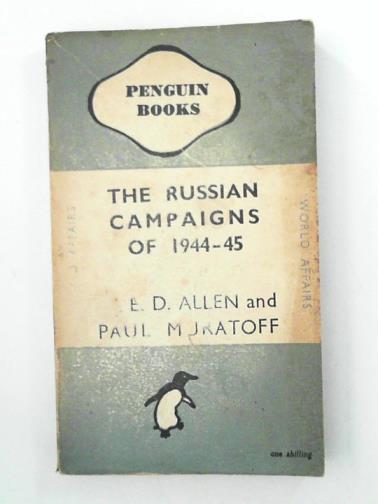 PENGUIN
BOOKS
THE RUSSIAN
CAMPAIGNS
OF 1944-45
WORLD AFFAIRS
E. D. ALLEN and
PAUL MURATOFF
one shilling